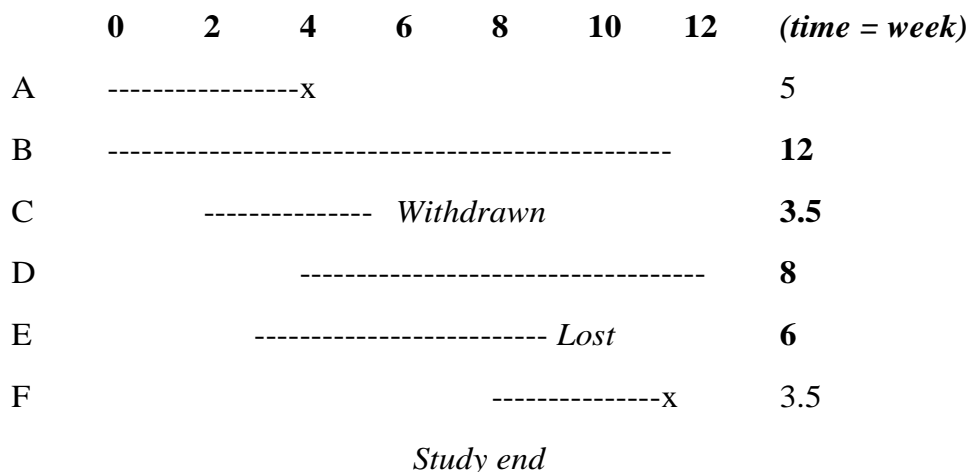 0 2 4 6 8 10 12 (time = week)
A -----------------x 5
B -------------------------------------------------- 12
C --------------- Withdrawn 3.5
D ------------------------------------ 8
E -------------------------- Lost 6
F ---------------x 3.5
Study end